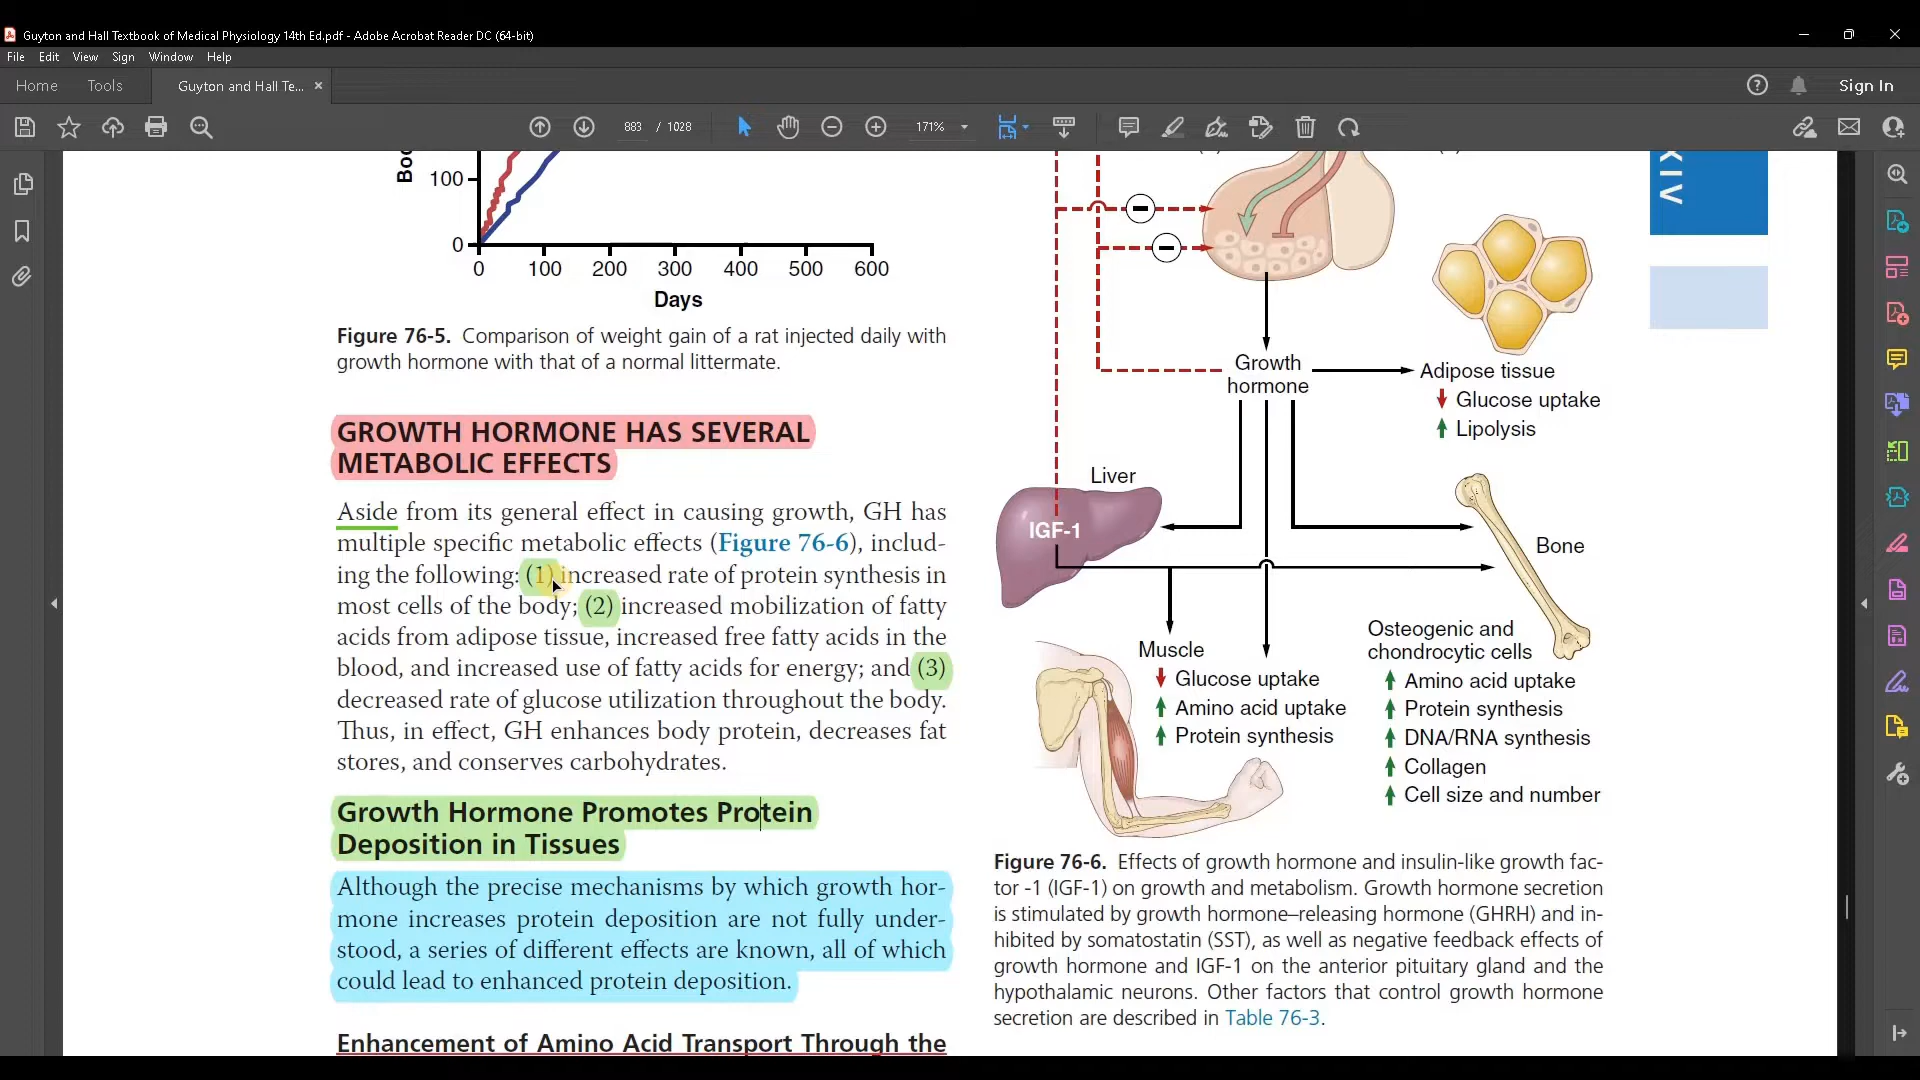 Guyton and Hall Textbook of Medical Physiology 14th Ed.pdf - Adobe Acrobat Reader DC (64-bit)
File Edit View Sign Window Help
Home Tools Guyton and Hall Te... × Sign In
883 / 1028 171%
100
0
0 100 200 300 400 500 600
Days
Figure 76-5. Comparison of weight gain of a rat injected daily with
growth hormone with that of a normal littermate.
GROWTH HORMONE HAS SEVERAL
METABOLIC EFFECTS
Aside from its general effect in causing growth, GH has
multiple specific metabolic effects (Figure 76-6), includ-
ing the following: (1) increased rate of protein synthesis in
most cells of the body; (2) increased mobilization of fatty
acids from adipose tissue, increased free fatty acids in the
blood, and increased use of fatty acids for energy; and (3)
decreased rate of glucose utilization throughout the body.
Thus, in effect, GH enhances body protein, decreases fat
stores, and conserves carbohydrates.
Growth Hormone Promotes Protein
Deposition in Tissues
Although the precise mechanisms by which growth hor-
mone increases protein deposition are not fully under-
stood, a series of different effects are known, all of which
could lead to enhanced protein deposition.
Enhancement of Amino Acid Transport Through the
XIV
Growth
hormone
Adipose tissue
Glucose uptake
Lipolysis
Liver
IGF-1
Bone
Muscle
Glucose uptake
Amino acid uptake
Protein synthesis
Osteogenic and
chondrocytic cells
Amino acid uptake
Protein synthesis
DNA/RNA synthesis
Collagen
Cell size and number
Figure 76-6. Effects of growth hormone and insulin-like growth fac-
tor -1 (IGF-1) on growth and metabolism. Growth hormone secretion
is stimulated by growth hormone–releasing hormone (GHRH) and in-
hibited by somatostatin (SST), as well as negative feedback effects of
growth hormone and IGF-1 on the anterior pituitary gland and the
hypothalamic neurons. Other factors that control growth hormone
secretion are described in Table 76-3.